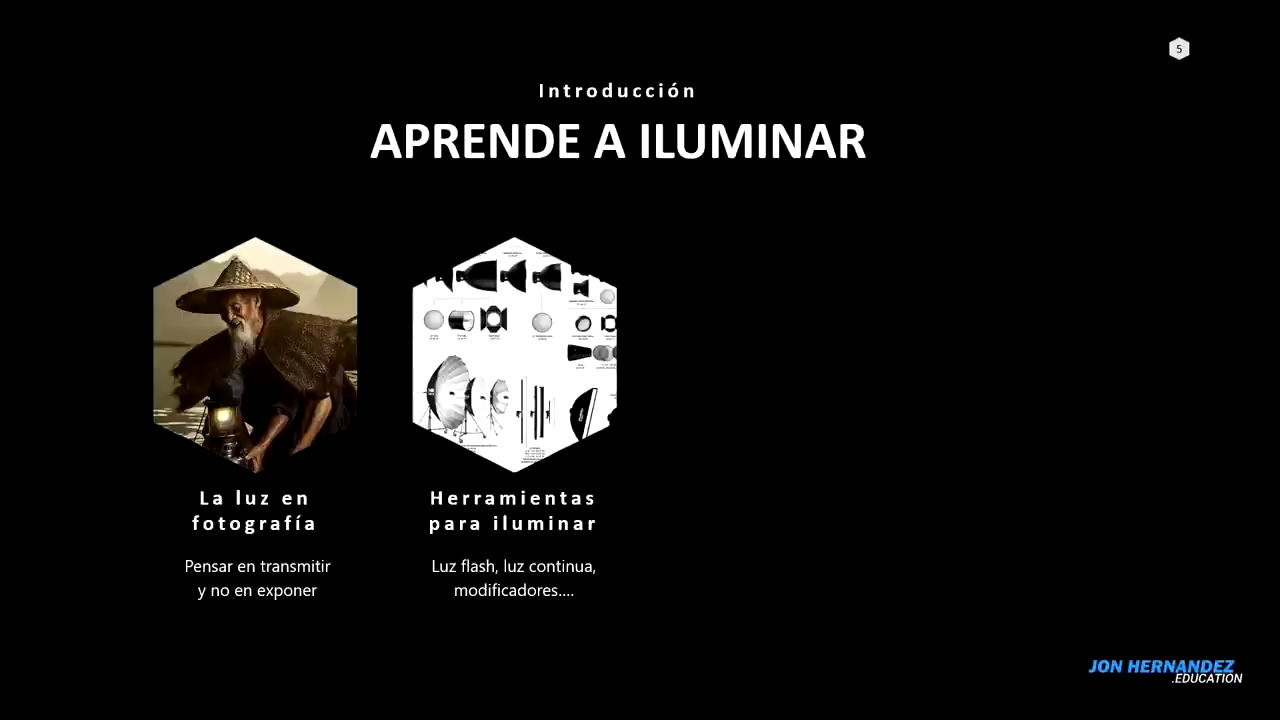 5
Introducción
APRENDE A ILUMINAR
La luz en
fotografía
Pensar en transmitir
y no en exponer
Herramientas
para iluminar
Luz flash, luz continua,
modificadores....
JON HERNANDEZ
.EDUCATION